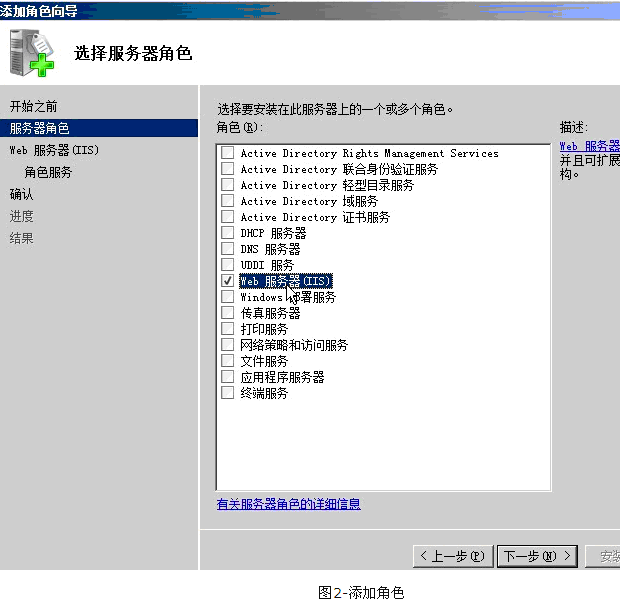 添加角色向导
选择服务器角色
开始之前
服务器角色
Web 服务器(IIS)
角色服务
确认
进度
结果
选择要安装在此服务器上的一个或多个角色。
角色(R):
Active Directory Rights Management Services
Active Directory 联合身份验证服务
Active Directory 轻型目录服务
Active Directory 域服务
Active Directory 证书服务
DHCP 服务器
DNS 服务器
UDDI 服务
Web 服务器(IIS)
Windows 部署服务
传真服务器
打印服务
网络策略和访问服务
文件服务
应用程序服务器
终端服务
有关服务器角色的详细信息
描述:
Web 服务器
并且可扩展
构。
< 上一步(P)
下一步(N) >
安装
图2-添加角色